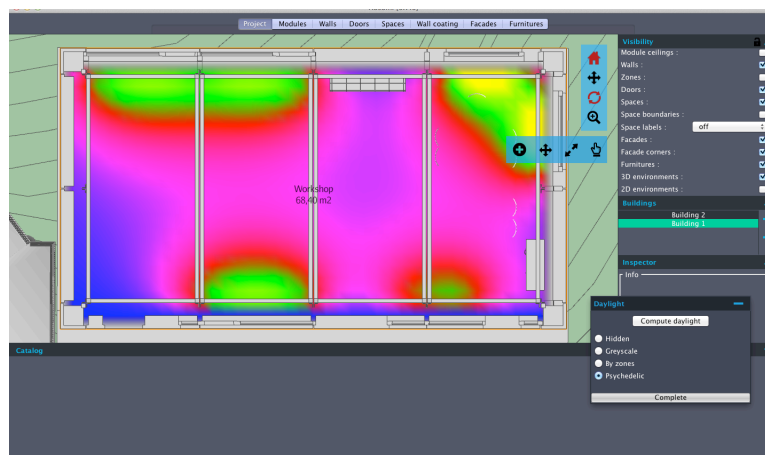 Project Modules Walls Doors Spaces Wall coating Facades Furnitures
Visibility
Module ceilings :
Walls :
Zones :
Doors :
Spaces :
Space boundaries :
Space labels : off
Facades :
Facade corners :
Furnitures :
3D environments :
2D environments :
Buildings
Building 2
Building 1
Inspector
Info
Workshop
68,40 m2
Daylight
Compute daylight
Hidden
Greyscale
By zones
Psychedelic
Complete
Catalog